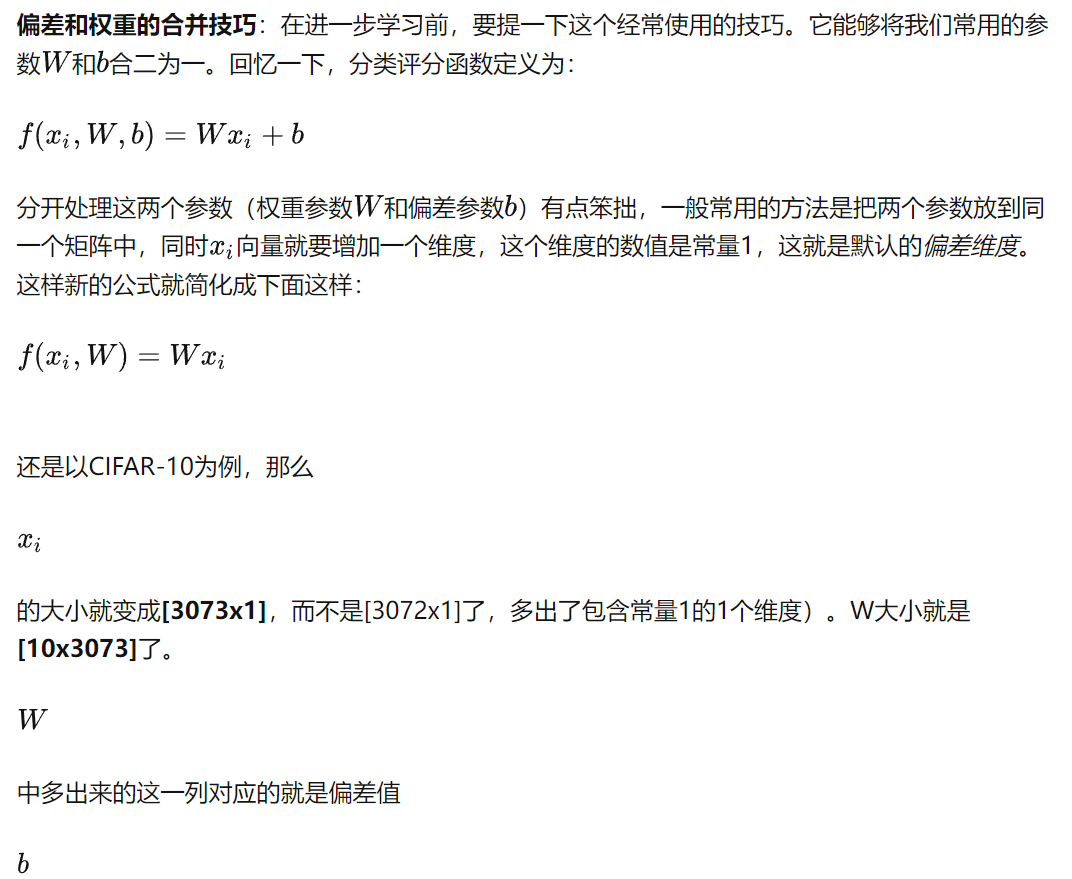 偏差和权重的合并技巧：在进一步学习前，要提一下这个经常使用的技巧。它能够将我们常用的参
数W和b合二为一。回忆一下，分类评分函数定义为：
f(xᵢ, W, b) = Wxᵢ + b
分开处理这两个参数（权重参数W和偏差参数b）有点笨拙，一般常用的方法是把两个参数放到同
一个矩阵中，同时xᵢ向量就要增加一个维度，这个维度的数值是常量1，这就是默认的偏差维度。
这样新的公式就简化成下面这样：
f(xᵢ, W) = Wxᵢ
还是以CIFAR-10为例，那么
xᵢ
的大小就变成[3073x1]，而不是[3072x1]了，多出了包含常量1的1个维度）。W大小就是
[10x3073]了。
W
中多出来的这一列对应的就是偏差值
b